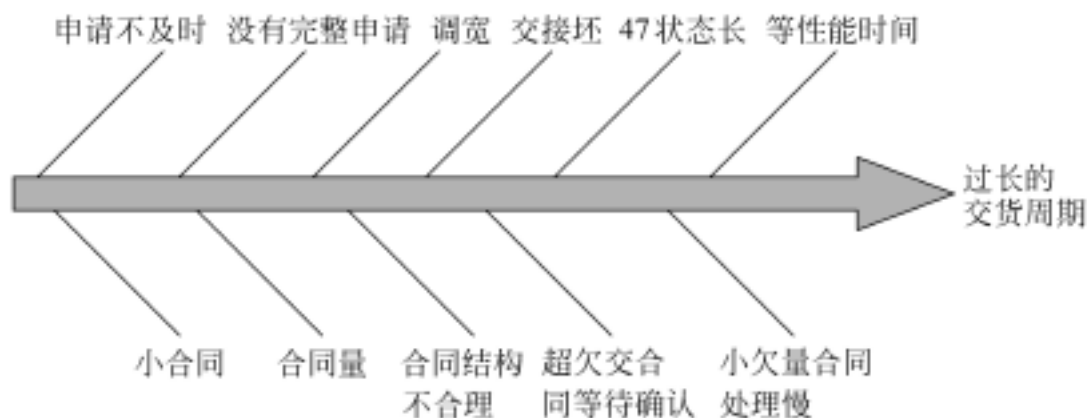 申请不及时 没有完整申请 调宽 交接坯 47状态长 等性能时间
过长的
交货周期
小合同 合同量 合同结构 超欠交合 小欠量合同
不合理 同等待确认 处理慢